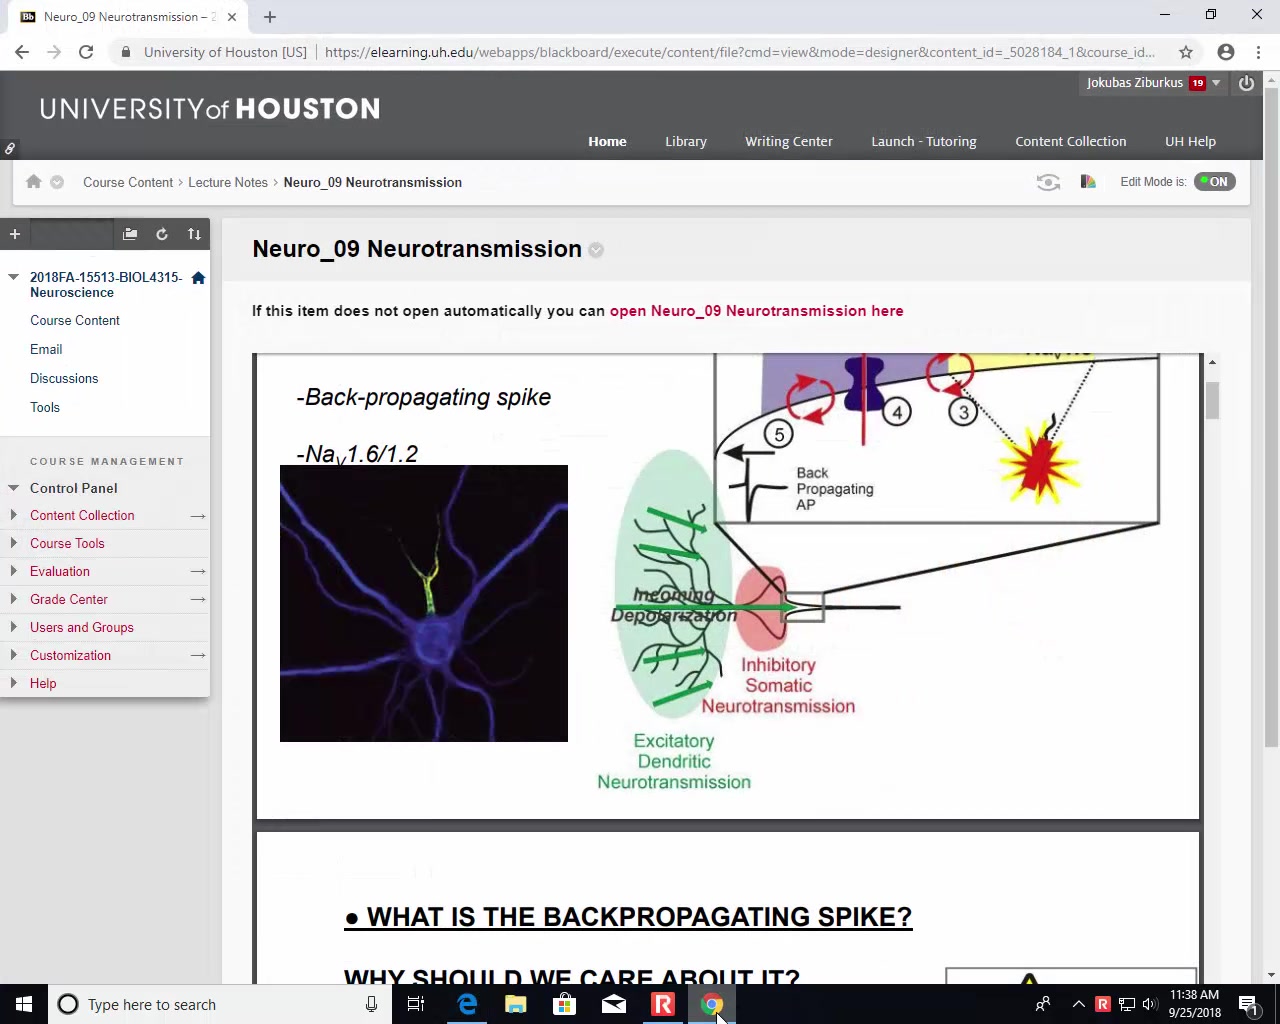 Neuro_09 Neurotransmission – 2
University of Houston [US]
https://elearning.uh.edu/webapps/blackboard/execute/content/file?cmd=view&mode=designer&content_id=_5028184_1&course_id...
Jokubas Ziburkus 19
UNIVERSITY of HOUSTON
Home Library Writing Center Launch - Tutoring Content Collection UH Help
Course Content > Lecture Notes > Neuro_09 Neurotransmission
Edit Mode is: ON
Neuro_09 Neurotransmission
If this item does not open automatically you can open Neuro_09 Neurotransmission here
2018FA-15513-BIOL4315-
Neuroscience
Course Content
Email
Discussions
Tools
COURSE MANAGEMENT
Control Panel
Content Collection
Course Tools
Evaluation
Grade Center
Users and Groups
Customization
Help
-Back-propagating spike
-NaV1.6/1.2
5
4
3
Back
Propagating
AP
Incoming
Depolarization
Inhibitory
Somatic
Neurotransmission
Excitatory
Dendritic
Neurotransmission
● WHAT IS THE BACKPROPAGATING SPIKE?
WHY SHOULD WE CARE ABOUT IT?
Type here to search
11:38 AM
9/25/2018
1